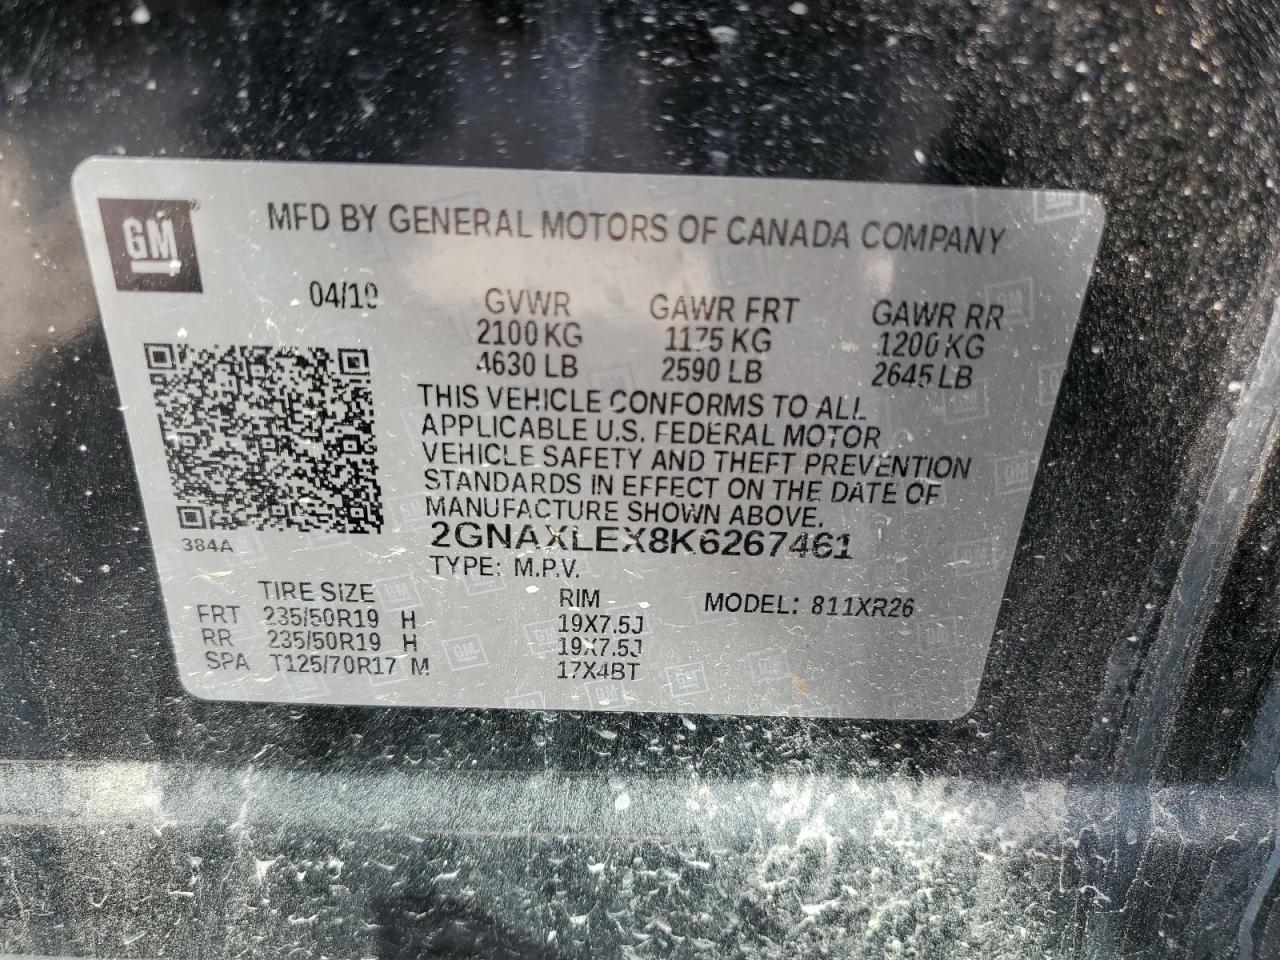 GM
MFD BY GENERAL MOTORS OF CANADA COMPANY
04/19 GVWR GAWR FRT GAWR RR
2100 KG 1175 KG 1200 KG
4630 LB 2590 LB 2645 LB
THIS VEHICLE CONFORMS TO ALL
APPLICABLE U.S. FEDERAL MOTOR
VEHICLE SAFETY AND THEFT PREVENTION
STANDARDS IN EFFECT ON THE DATE OF
MANUFACTURE SHOWN ABOVE.
384A 2GNAXLEX8K6267461
TYPE: M.P.V.
TIRE SIZE RIM MODEL: 811XR26
FRT 235/50R19 H 19X7.5J
RR 235/50R19 H 19X7.5J
SPA T125/70R17 M 17X4BT